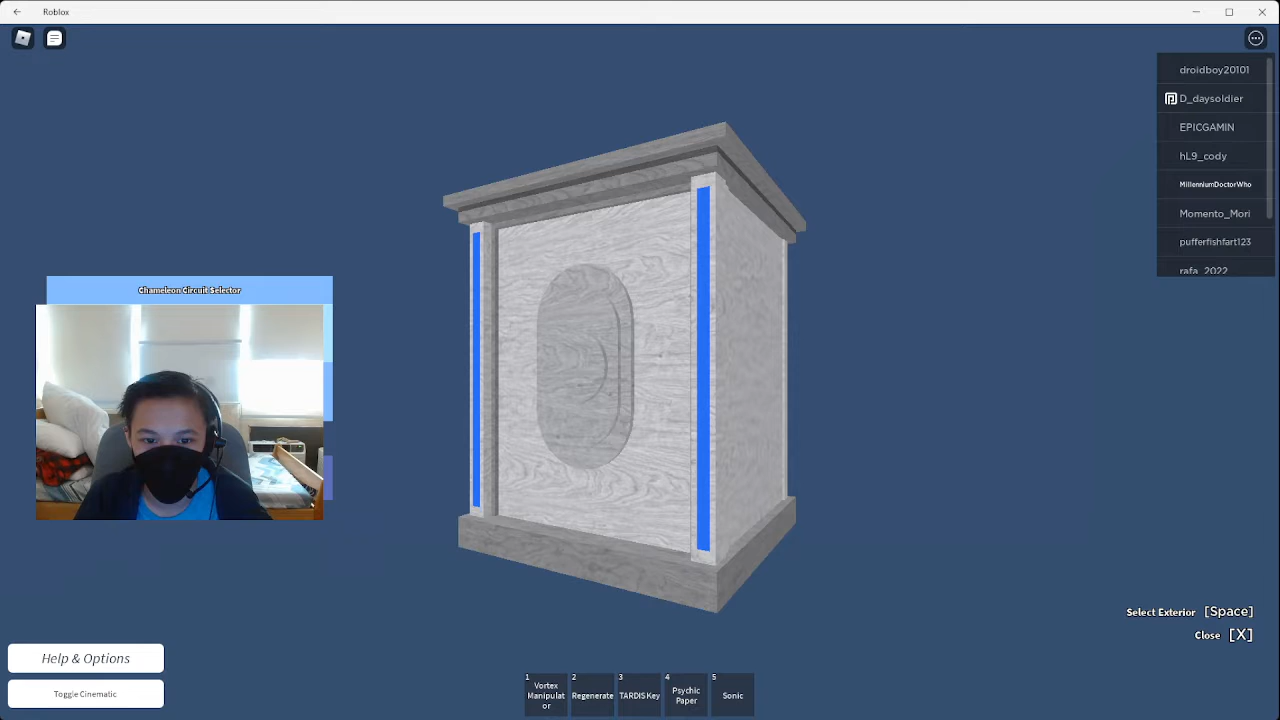 Roblox
droidboy20101
D_daysoldier
EPICGAMIN
hL9_cody
MillenniumDoctorWho
Momento_Mori
pufferfishfart123
rafa_2022
Chameleon Circuit Selector
Select Exterior [Space]
Close [X]
Help & Options
Toggle Cinematic
1
Vortex
Manipulat
or
2
Regenerate
3
TARDIS Key
4
Psychic
Paper
5
Sonic